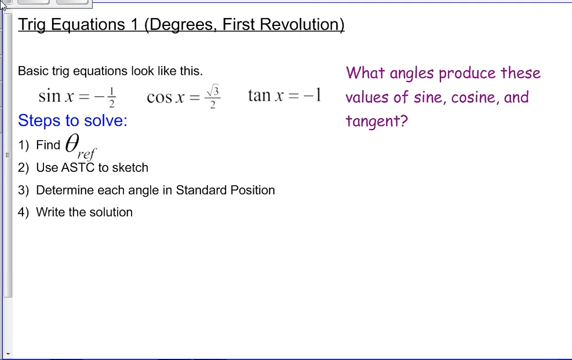 Trig Equations 1 (Degrees, First Revolution)
Basic trig equations look like this.
sin x = −1/2   cos x = √3/2   tan x = −1
What angles produce these
values of sine, cosine, and
tangent?
Steps to solve:
1) Find θref
2) Use ASTC to sketch
3) Determine each angle in Standard Position
4) Write the solution